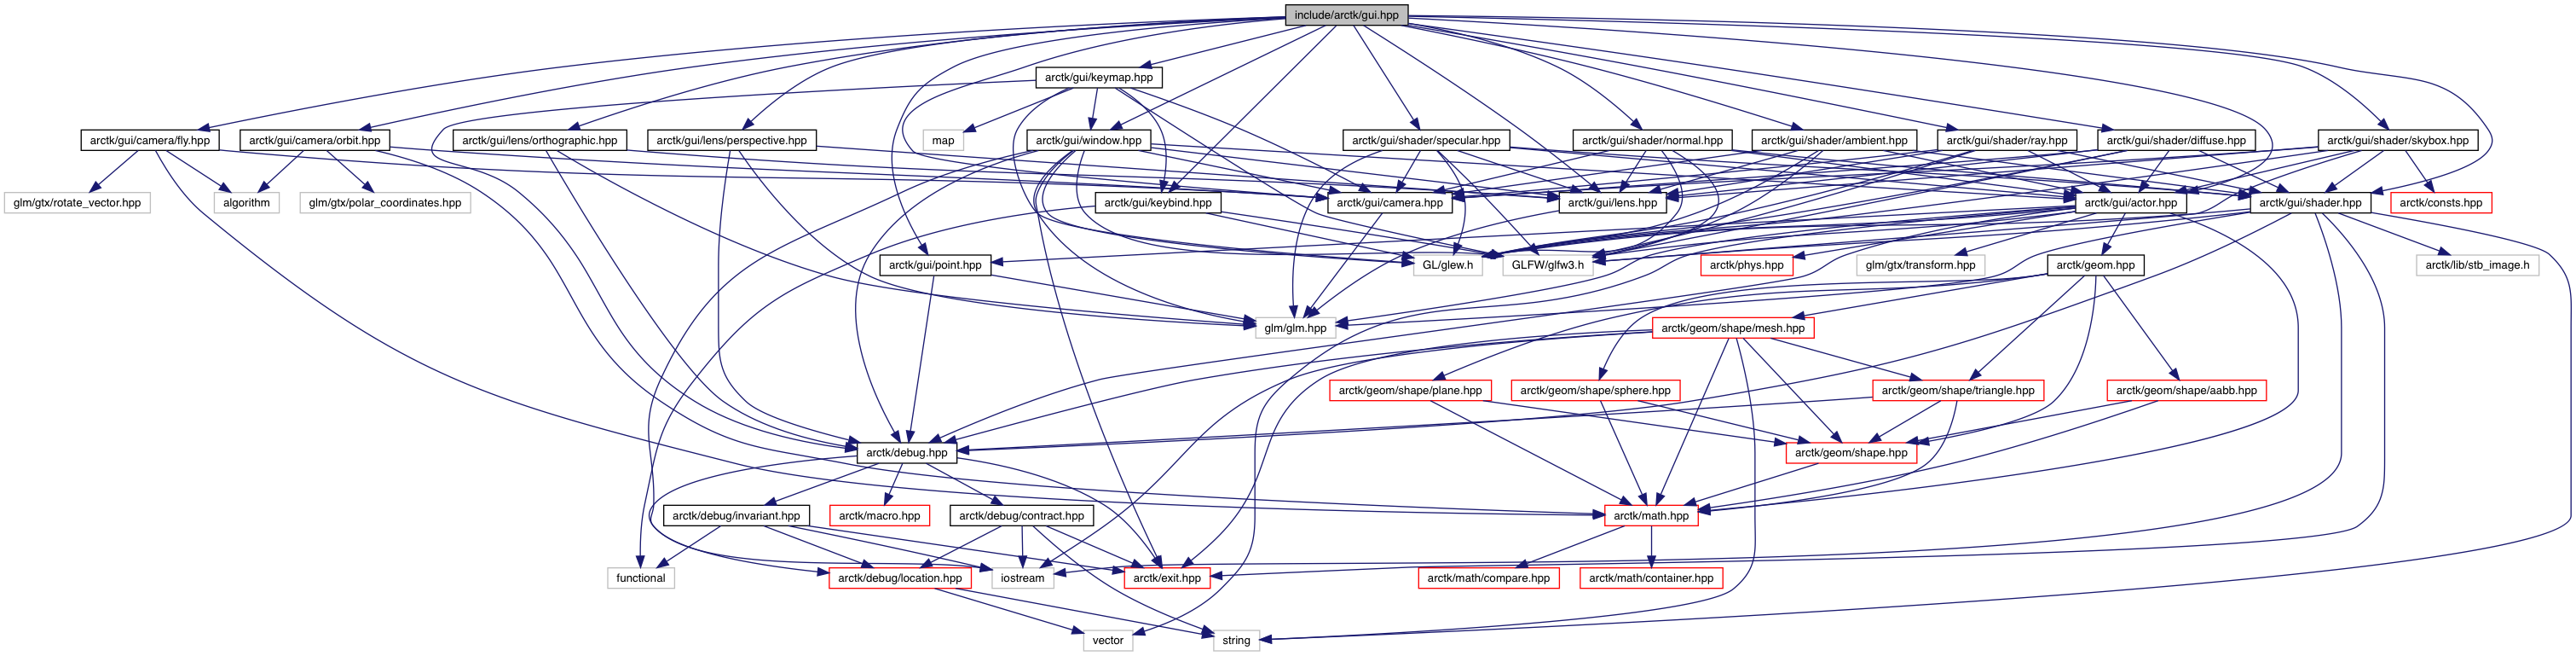 include/arctk/gui.hpp
arctk/gui/keymap.hpp
arctk/gui/camera/fly.hpp
arctk/gui/camera/orbit.hpp
arctk/gui/lens/orthographic.hpp
arctk/gui/lens/perspective.hpp
map
arctk/gui/window.hpp
arctk/gui/shader/specular.hpp
arctk/gui/shader/normal.hpp
arctk/gui/shader/ambient.hpp
arctk/gui/shader/ray.hpp
arctk/gui/shader/diffuse.hpp
arctk/gui/shader/skybox.hpp
glm/gtx/rotate_vector.hpp
algorithm
glm/gtx/polar_coordinates.hpp
arctk/gui/keybind.hpp
arctk/gui/camera.hpp
arctk/gui/lens.hpp
arctk/gui/actor.hpp
arctk/gui/shader.hpp
arctk/consts.hpp
arctk/gui/point.hpp
GL/glew.h
GLFW/glfw3.h
arctk/phys.hpp
glm/gtx/transform.hpp
arctk/geom.hpp
arctk/lib/stb_image.h
glm/glm.hpp
arctk/geom/shape/mesh.hpp
arctk/geom/shape/plane.hpp
arctk/geom/shape/sphere.hpp
arctk/geom/shape/triangle.hpp
arctk/geom/shape/aabb.hpp
arctk/debug.hpp
arctk/geom/shape.hpp
arctk/debug/invariant.hpp
arctk/macro.hpp
arctk/debug/contract.hpp
arctk/math.hpp
functional
arctk/debug/location.hpp
iostream
arctk/exit.hpp
arctk/math/compare.hpp
arctk/math/container.hpp
vector
string